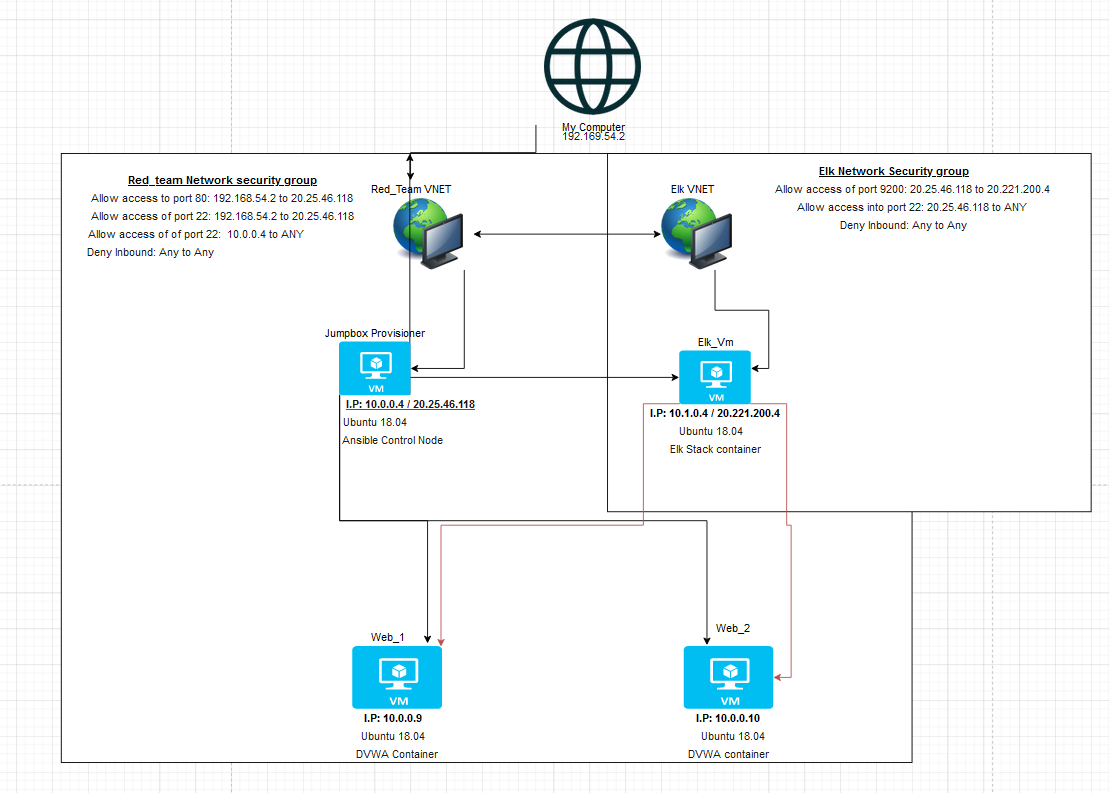 My Computer
192.169.54.2
Red_team Network security group
Allow access to port 80: 192.168.54.2 to 20.25.46.118
Allow access of port 22: 192.168.54.2 to 20.25.46.118
Allow access of of port 22:  10.0.0.4 to ANY
Deny Inbound: Any to Any
Red_Team VNET
Elk Network Security group
Allow access of port 9200: 20.25.46.118 to 20.221.200.4
Allow access into port 22: 20.25.46.118 to ANY
Deny Inbound: Any to Any
Elk VNET
Jumpbox Provisioner
VM
I.P: 10.0.0.4 / 20.25.46.118
Ubuntu 18.04
Ansible Control Node
Elk_Vm
VM
I.P: 10.1.0.4 / 20.221.200.4
Ubuntu 18.04
Elk Stack container
Web_1
VM
I.P: 10.0.0.9
Ubuntu 18.04
DVWA Container
Web_2
VM
I.P: 10.0.0.10
Ubuntu 18.04
DVWA container